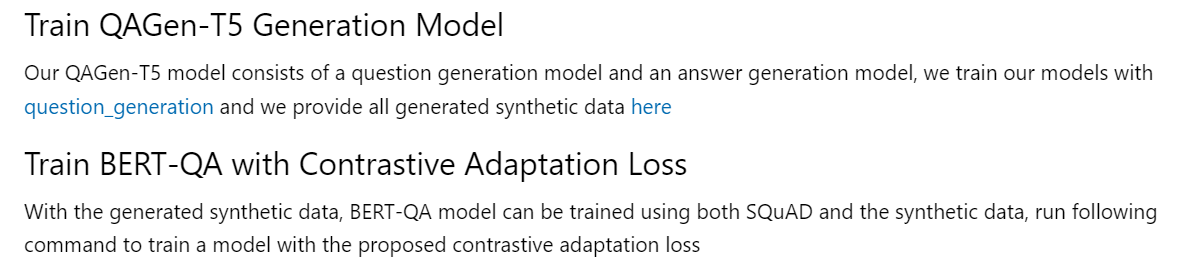 Train QAGen-T5 Generation Model
Our QAGen-T5 model consists of a question generation model and an answer generation model, we train our models with
question_generation and we provide all generated synthetic data here
Train BERT-QA with Contrastive Adaptation Loss
With the generated synthetic data, BERT-QA model can be trained using both SQuAD and the synthetic data, run following
command to train a model with the proposed contrastive adaptation loss